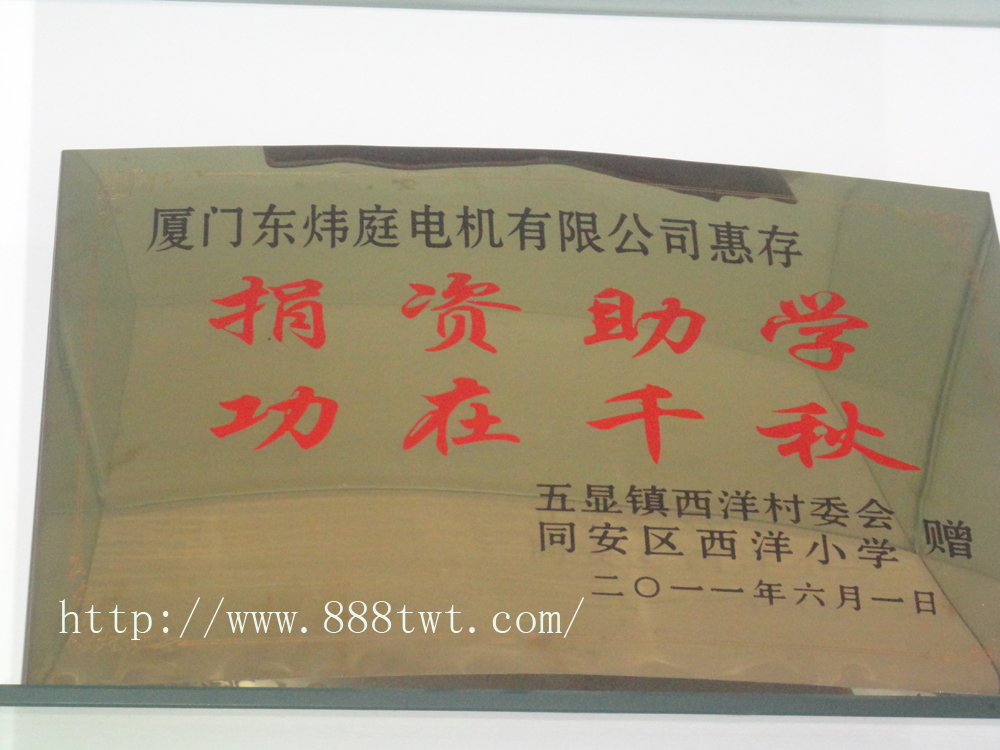 厦门东炜庭电机有限公司惠存
捐资助学
功在千秋
五显镇西洋村委会
同安区西洋小学 赠
二〇一一年六月一日
http://www.888twt.com/